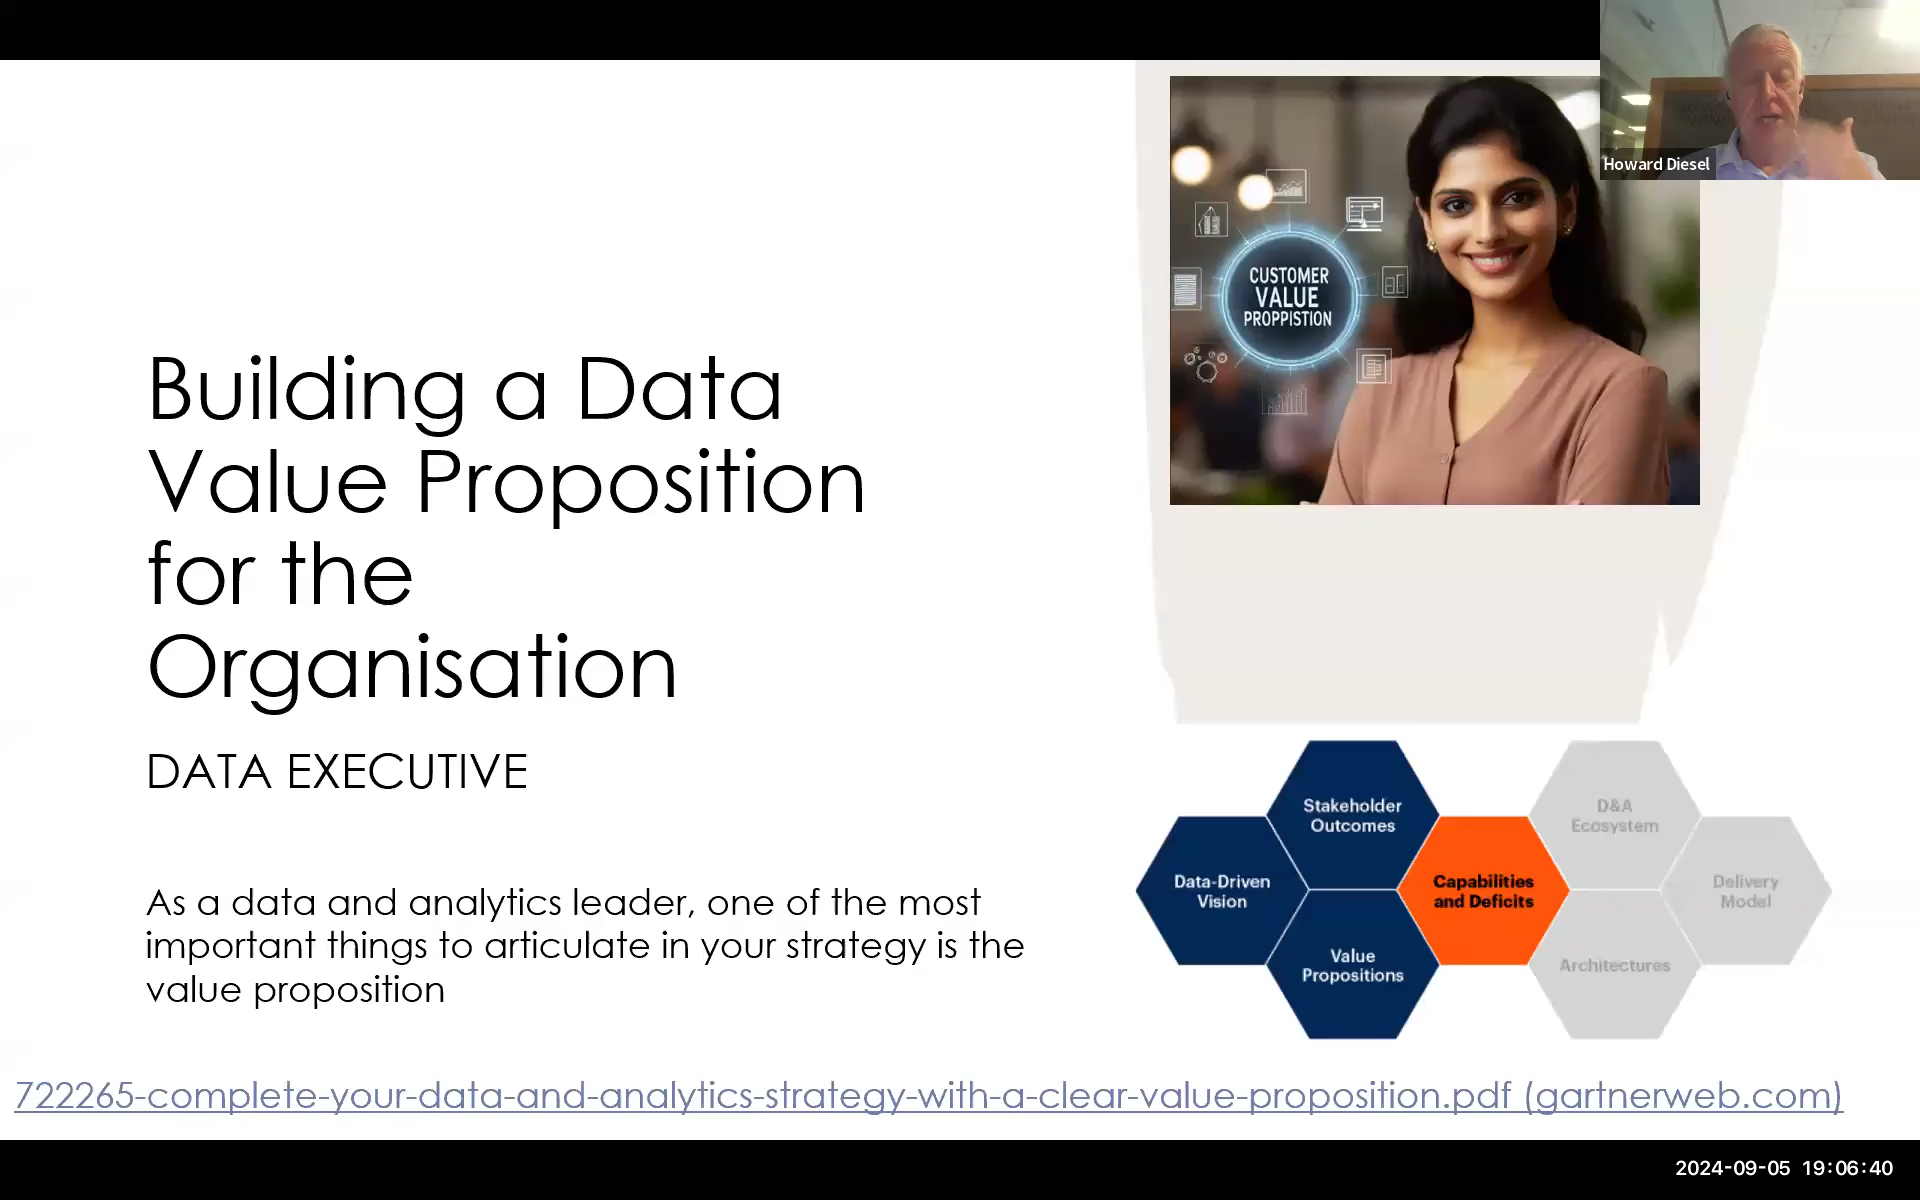 Howard Diesel
CUSTOMER
VALUE
PROPPISTION
Building a Data
Value Proposition
for the
Organisation
DATA EXECUTIVE
As a data and analytics leader, one of the most
important things to articulate in your strategy is the
value proposition
Stakeholder
Outcomes
D&A
Ecosystem
Data-Driven
Vision
Capabilities
and Deficits
Delivery
Model
Value
Propositions
Architectures
722265-complete-your-data-and-analytics-strategy-with-a-clear-value-proposition.pdf (gartnerweb.com)
2024-09-05 19:06:40